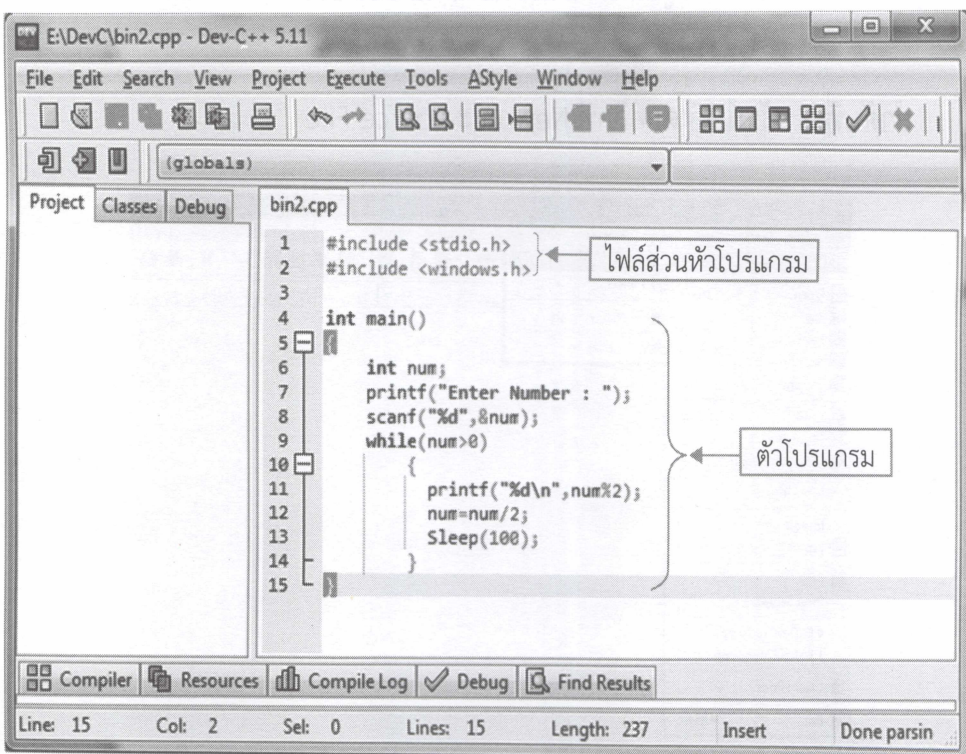 E:\DevC\bin2.cpp - Dev-C++ 5.11
File Edit Search View Project Execute Tools AStyle Window Help
(globals)
Project Classes Debug bin2.cpp
1 #include <stdio.h>
2 #include <windows.h>
ไฟล์ส่วนหัวโปรแกรม
3
4 int main()
5 {
6 int num;
7 printf("Enter Number : ");
8 scanf("%d",&num);
9 while(num>0)
10 {
ตัวโปรแกรม
11 printf("%d\n",num%2);
12 num=num/2;
13 Sleep(100);
14 }
15 }
Compiler Resources Compile Log Debug Find Results
Line: 15 Col: 2 Sel: 0 Lines: 15 Length: 237 Insert Done parsin